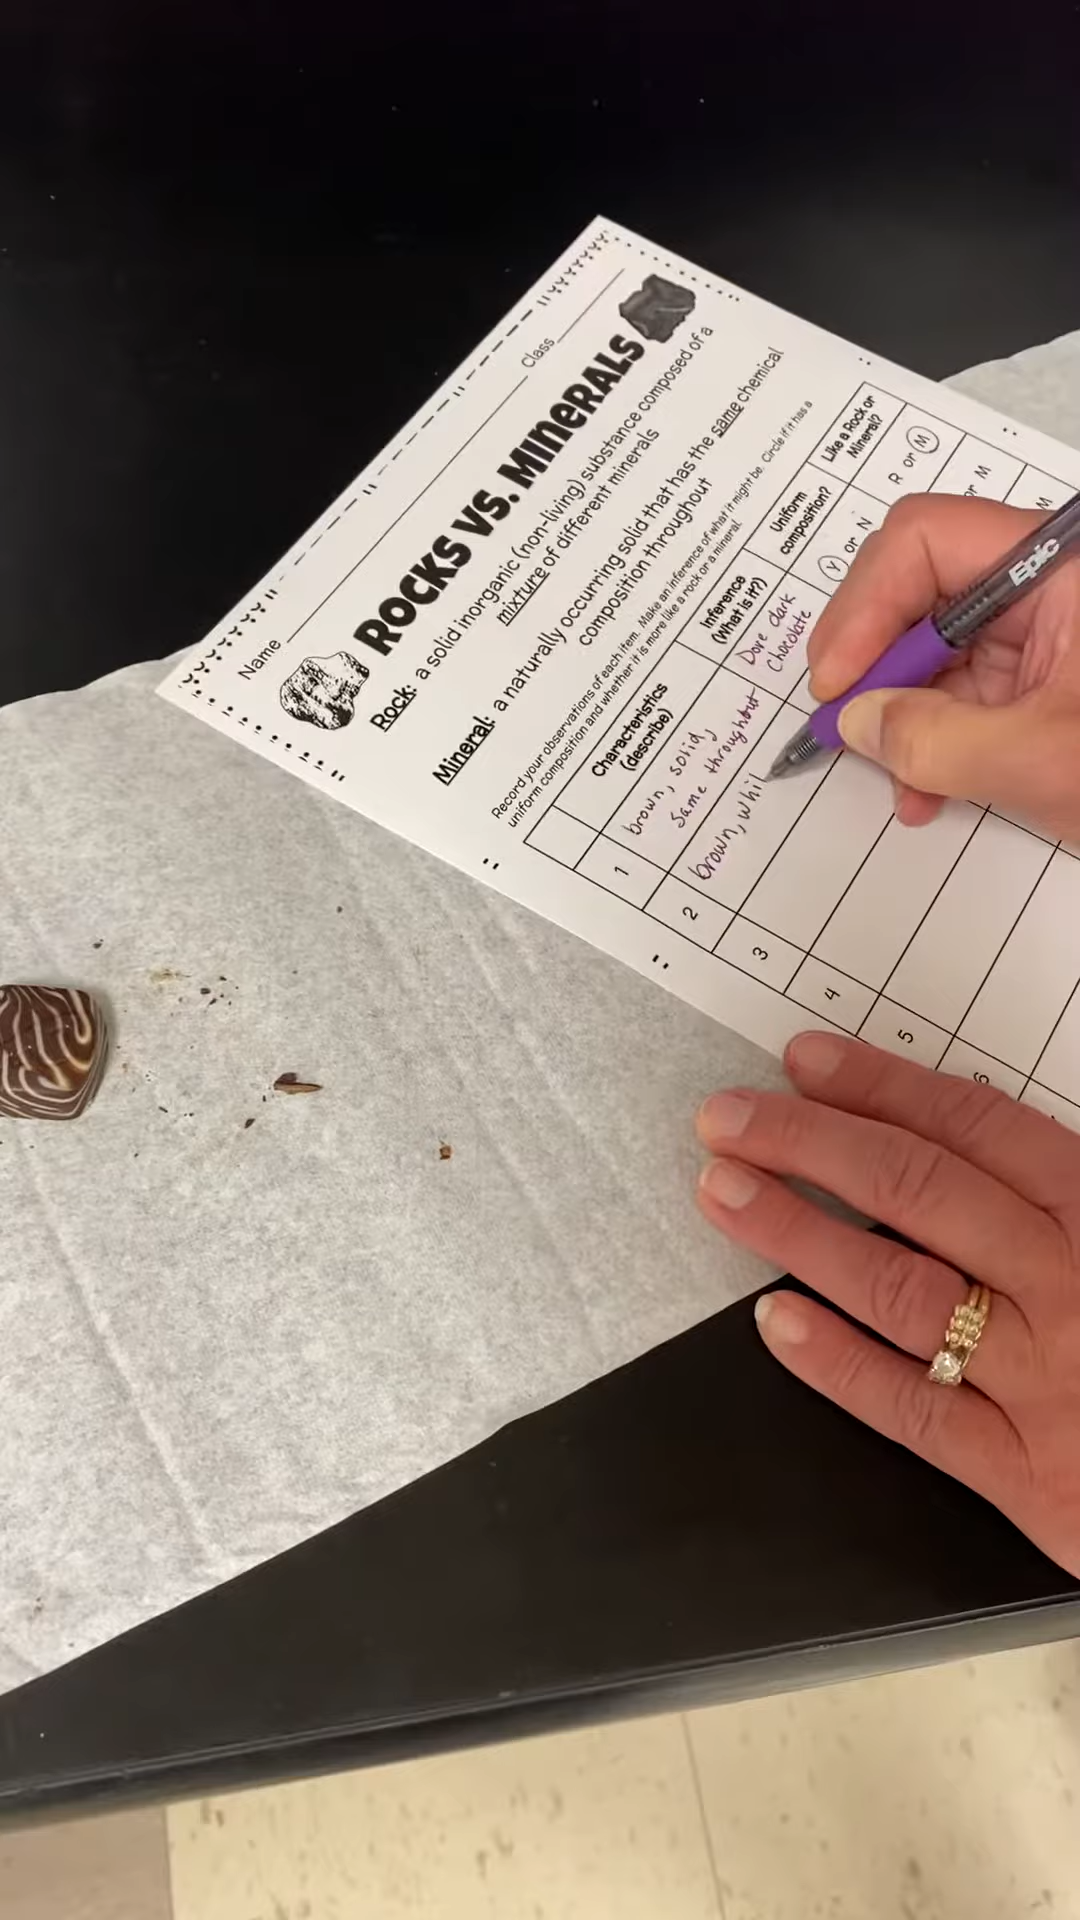 Name Class
ROCKS VS. MINERALS
Rock: a solid inorganic (non-living) substance composed of a
mixture of different minerals
Mineral: a naturally occurring solid that has the same chemical
composition throughout
Record your observations of each item. Make an inference of what it might be. Circle if it has a
uniform composition and whether it is more like a rock or a mineral.
Characteristics
(describe)
Inference
(What is it?)
Uniform
composition?
Like a Rock or
Mineral?
1
brown, solid,
same throughout
Dove dark
chocolate
Y or N
R or M
2
brown, whi
or M
3
M
4
5
6
Epic